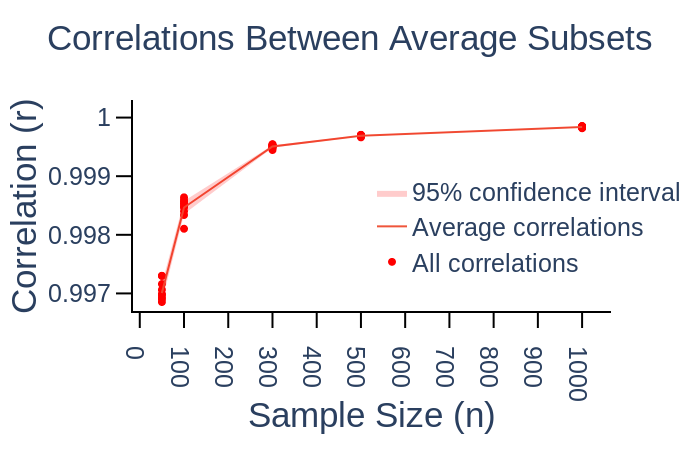 Correlations Between Average Subsets
Correlation (r)
1
0.999
0.998
0.997
95% confidence interval
Average correlations
All correlations
0
100
200
300
400
500
600
700
800
900
1000
Sample Size (n)